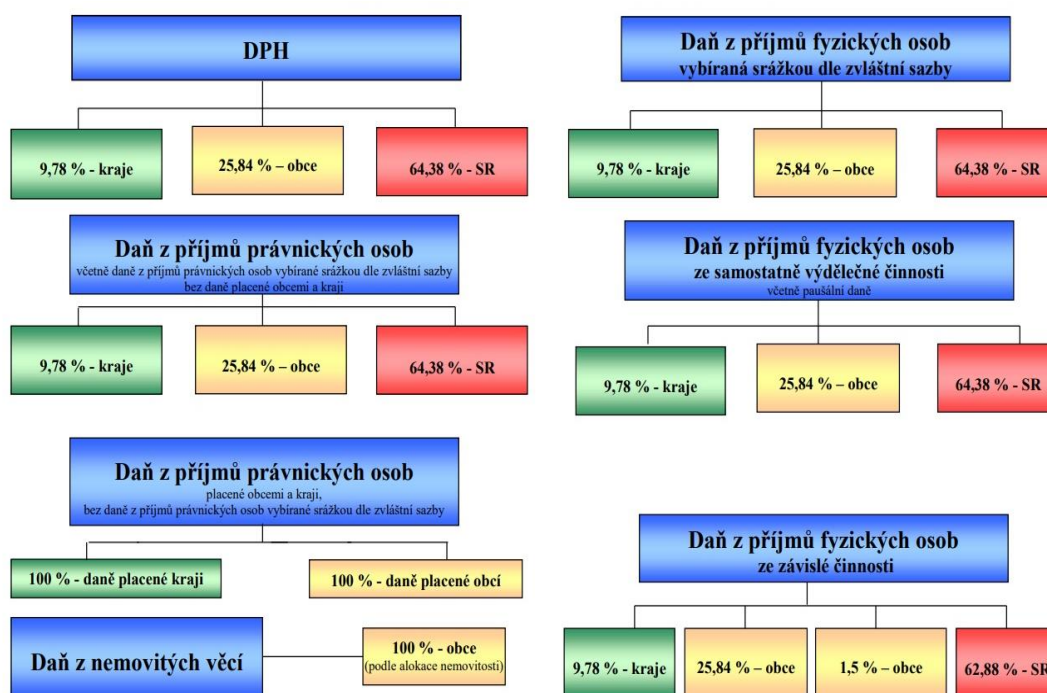 DPH
9,78 % - kraje
25,84 % – obce
64,38 % - SR
Daň z příjmů právnických osob
včetně daně z příjmů právnických osob vybírané srážkou dle zvláštní sazby
bez daně placené obcemi a kraji
9,78 % - kraje
25,84 % – obce
64,38 % - SR
Daň z příjmů právnických osob
placené obcemi a kraji,
bez daně z příjmů právnických osob vybírané srážkou dle zvláštní sazby
100 % - daně placené kraji
100 % - daně placené obcí
Daň z nemovitých věcí
100 % - obce
(podle alokace nemovitosti)
Daň z příjmů fyzických osob
vybíraná srážkou dle zvláštní sazby
9,78 % - kraje
25,84 % – obce
64,38 % - SR
Daň z příjmů fyzických osob
ze samostatně výdělečné činnosti
včetně paušální daně
9,78 % - kraje
25,84 % – obce
64,38 % – SR
Daň z příjmů fyzických osob
ze závislé činnosti
9,78 % - kraje
25,84 % – obce
1,5 % – obce
62,88 % - SR